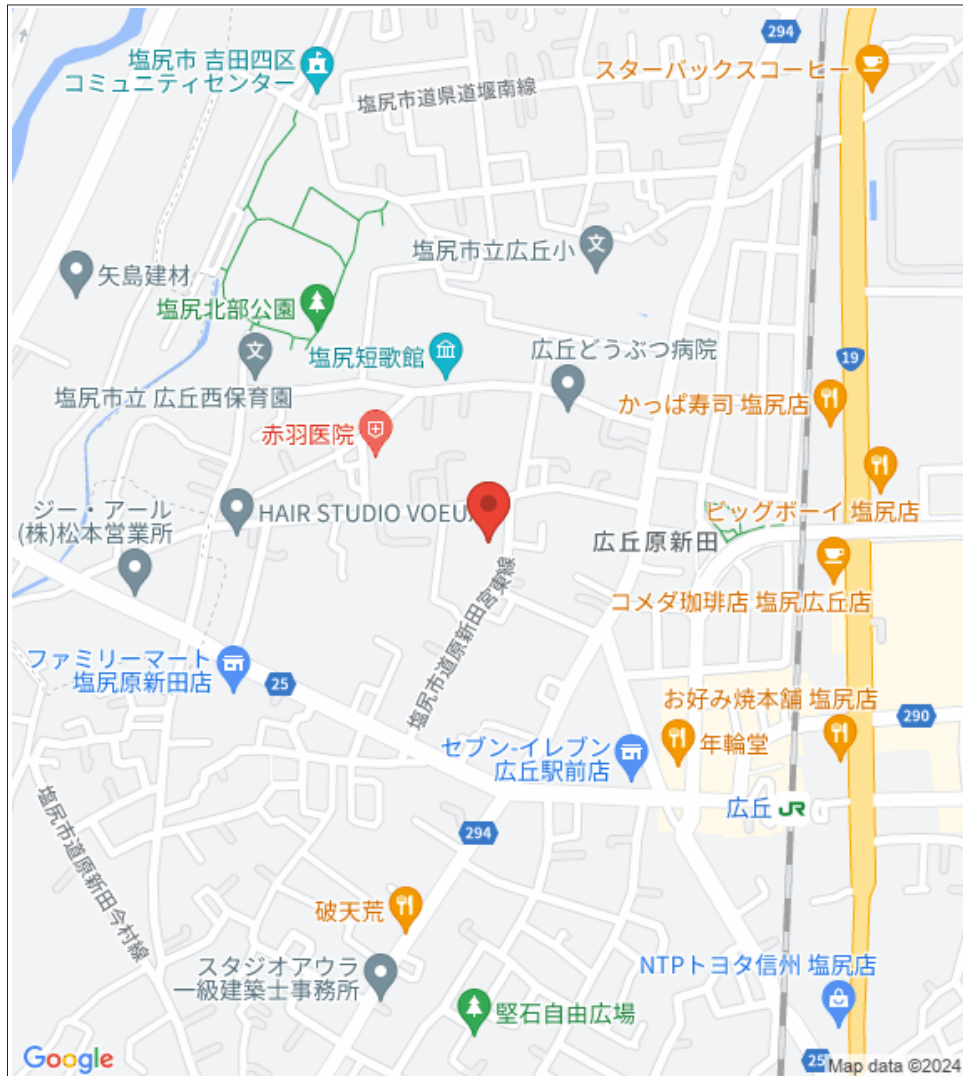 294
塩尻市 吉田四区
コミュニティセンター
スターバックスコーヒー
塩尻市道県道堰南線
塩尻市立広丘小
矢島建材
塩尻北部公園
塩尻短歌館
広丘どうぶつ病院
19
塩尻市立 広丘西保育園
かっぱ寿司 塩尻店
赤羽医院
ジー・アール
(株)松本営業所
HAIR STUDIO VOEU
ビッグボーイ 塩尻店
広丘原新田
コメダ珈琲店 塩尻広丘店
塩尻市道原新田宮東線
ファミリーマート
塩尻原新田店
25
お好み焼本舗 塩尻店
290
年輪堂
セブン-イレブン
広丘駅前店
広丘 JR
塩尻市道原新田今村線
294
破天荒
スタジオアウラ
一級建築士事務所
NTPトヨタ信州 塩尻店
堅石自由広場
Google
25
Map data ©2024